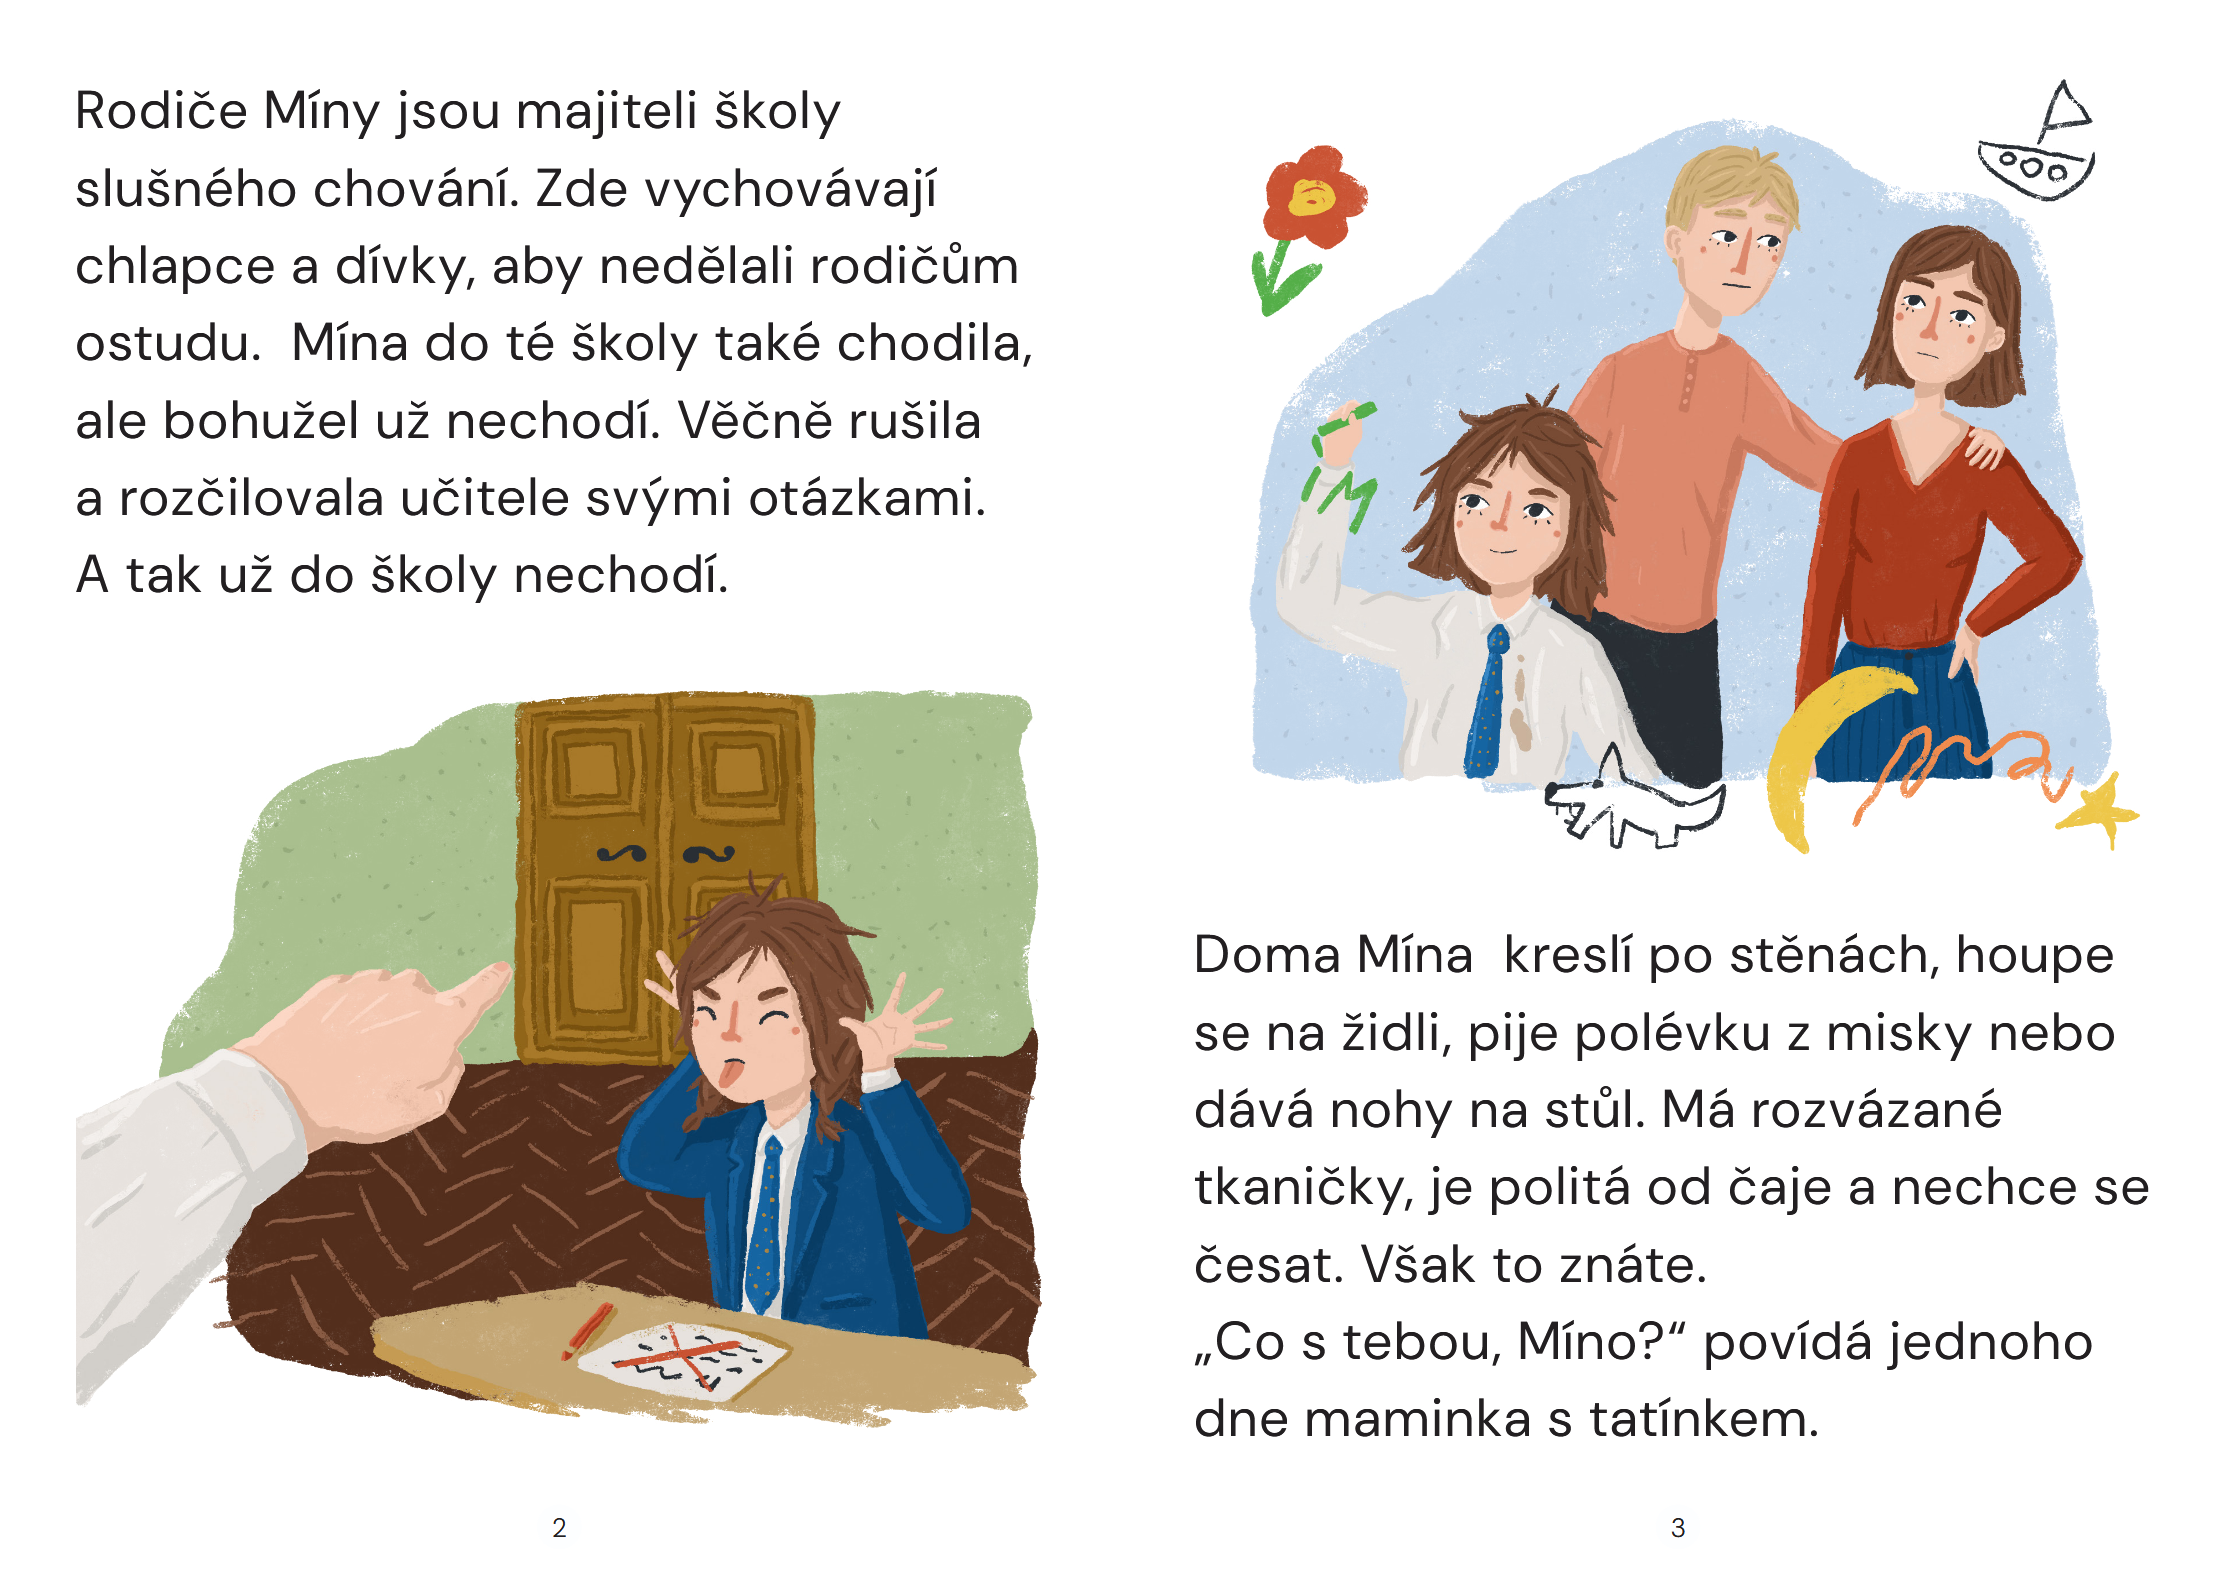 Rodiče Míny jsou majiteli školy
slušného chování. Zde vychovávají
chlapce a dívky, aby nedělali rodičům
ostudu.  Mína do té školy také chodila,
ale bohužel už nechodí. Věčně rušila
a rozčilovala učitele svými otázkami.
A tak už do školy nechodí.
2
Doma Mína  kreslí po stěnách, houpe
se na židli, pije polévku z misky nebo
dává nohy na stůl. Má rozvázané
tkaničky, je politá od čaje a nechce se
česat. Však to znáte.
„Co s tebou, Míno?“ povídá jednoho
dne maminka s tatínkem.
3